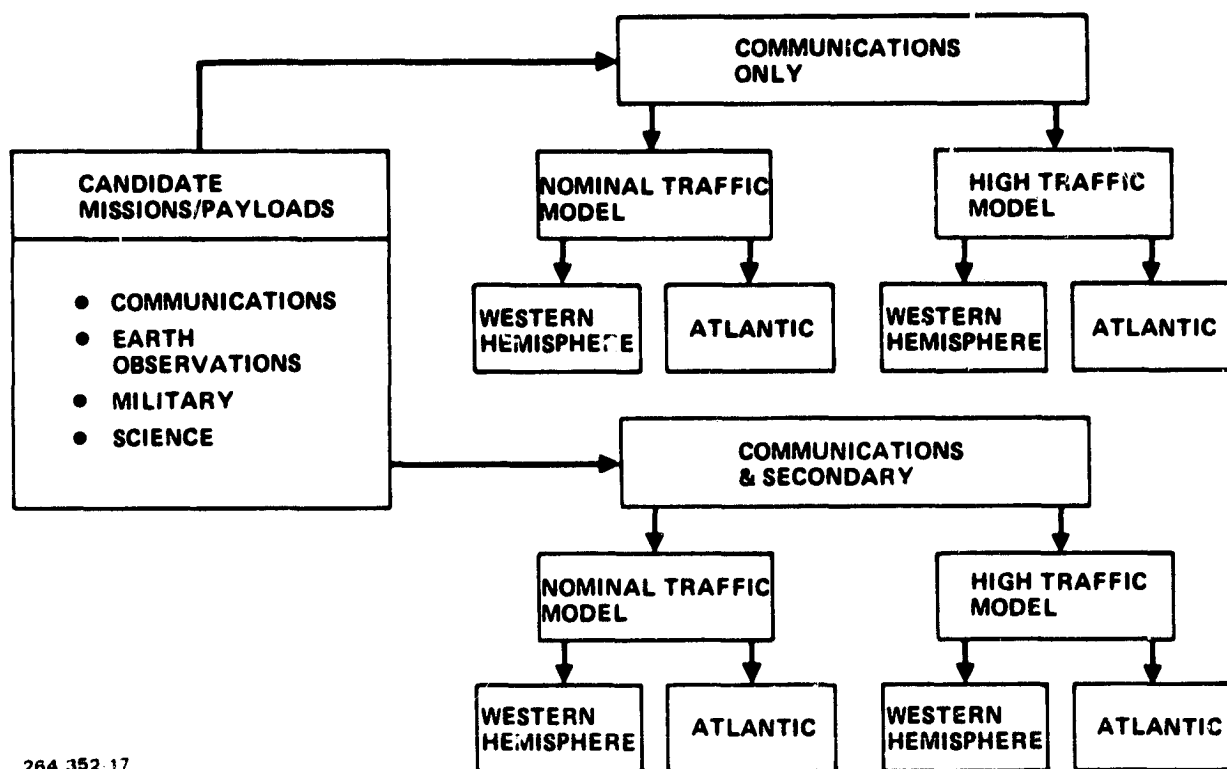 COMMUNICATIONS
ONLY
CANDIDATE
MISSIONS/PAYLOADS
● COMMUNICATIONS
● EARTH
OBSERVATIONS
● MILITARY
● SCIENCE
NOMINAL TRAFFIC
MODEL
HIGH TRAFFIC
MODEL
WESTERN
HEMISPHERE
ATLANTIC
WESTERN
HEMISPHERE
ATLANTIC
COMMUNICATIONS
& SECONDARY
NOMINAL TRAFFIC
MODEL
HIGH TRAFFIC
MODEL
WESTERN
HEMISPHERE
ATLANTIC
WESTERN
HEMISPHERE
ATLANTIC
264.352-17